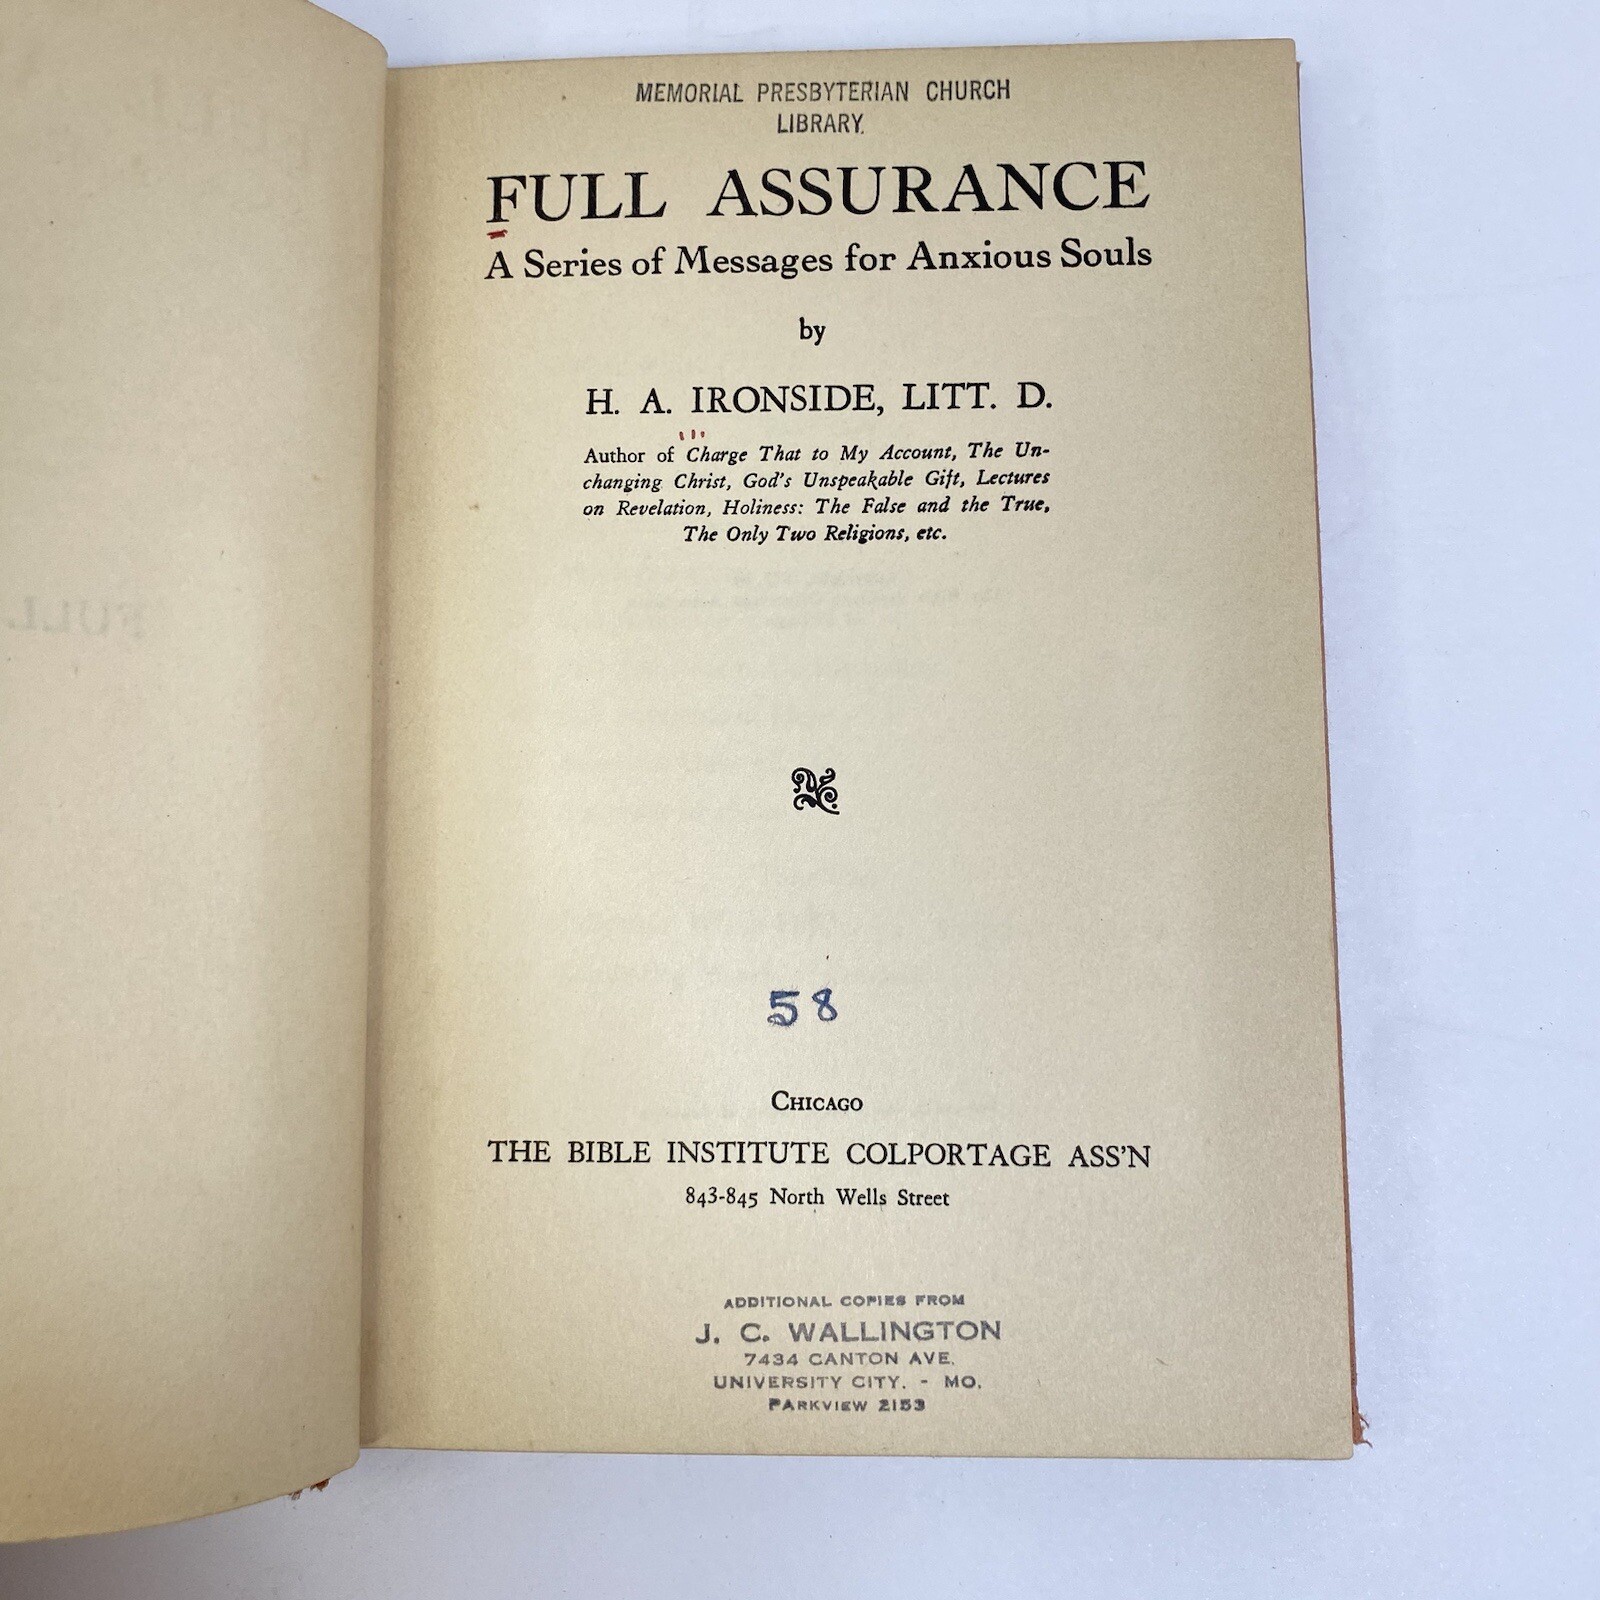 MEMORIAL PRESBYTERIAN CHURCH
LIBRARY.
FULL ASSURANCE
A Series of Messages for Anxious Souls
by
H. A. IRONSIDE, LITT. D.
Author of Charge That to My Account, The Un-
changing Christ, God's Unspeakable Gift, Lectures
on Revelation, Holiness: The False and the True,
The Only Two Religions, etc.
58
CHICAGO
THE BIBLE INSTITUTE COLPORTAGE ASS'N
843-845 North Wells Street
ADDITIONAL COPIES FROM
J. C. WALLINGTON
7434 CANTON AVE.
UNIVERSITY CITY. - MO.
PARKVIEW 2153